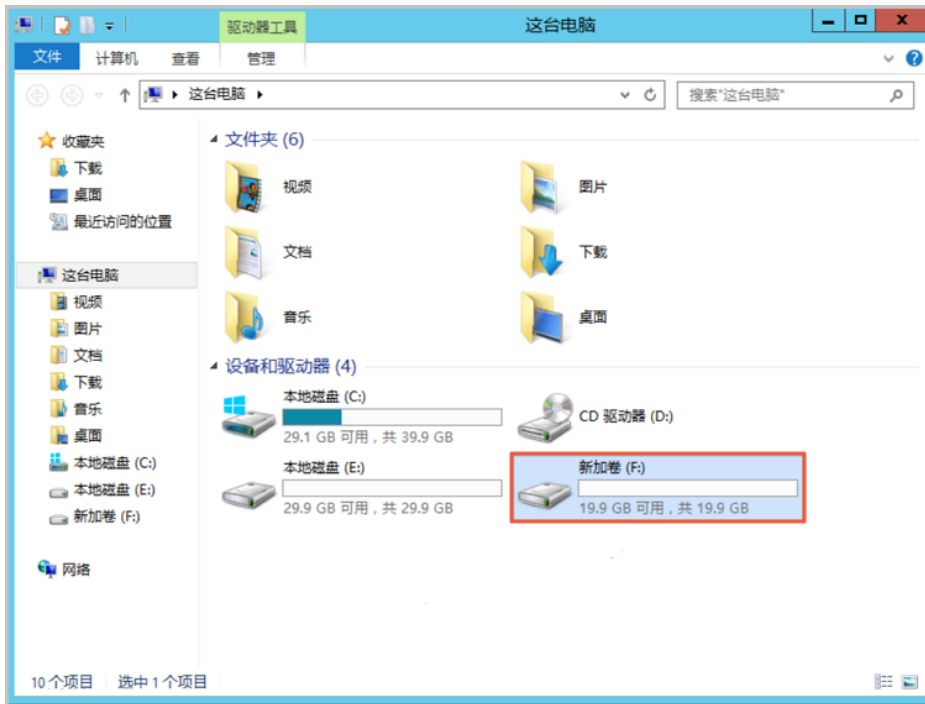 驱动器工具
这台电脑
文件 计算机 查看 管理
这台电脑
搜索"这台电脑"
收藏夹
下载
桌面
最近访问的位置
这台电脑
视频
图片
文档
下载
音乐
桌面
本地磁盘 (C:)
本地磁盘 (E:)
新加卷 (F:)
网络
文件夹 (6)
视频
图片
文档
下载
音乐
桌面
设备和驱动器 (4)
本地磁盘 (C:)
29.1 GB 可用，共 39.9 GB
CD 驱动器 (D:)
本地磁盘 (E:)
29.9 GB 可用，共 29.9 GB
新加卷 (F:)
19.9 GB 可用，共 19.9 GB
10 个项目 选中 1 个项目